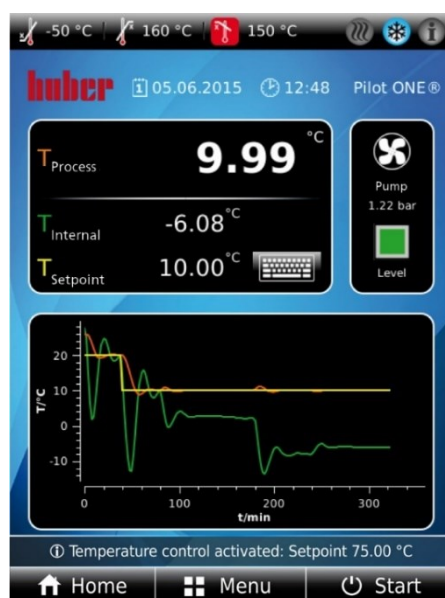 -50 °C 160 °C 150 °C
huber 1 05.06.2015 12:48 Pilot ONE®
TProcess 9.99 °C
Pump
1.22 bar
TInternal -6.08 °C
TSetpoint 10.00 °C
Level
T/°C
20
10
0
-10
0 100 200 300
t/min
Temperature control activated: Setpoint 75.00 °C
Home Menu Start